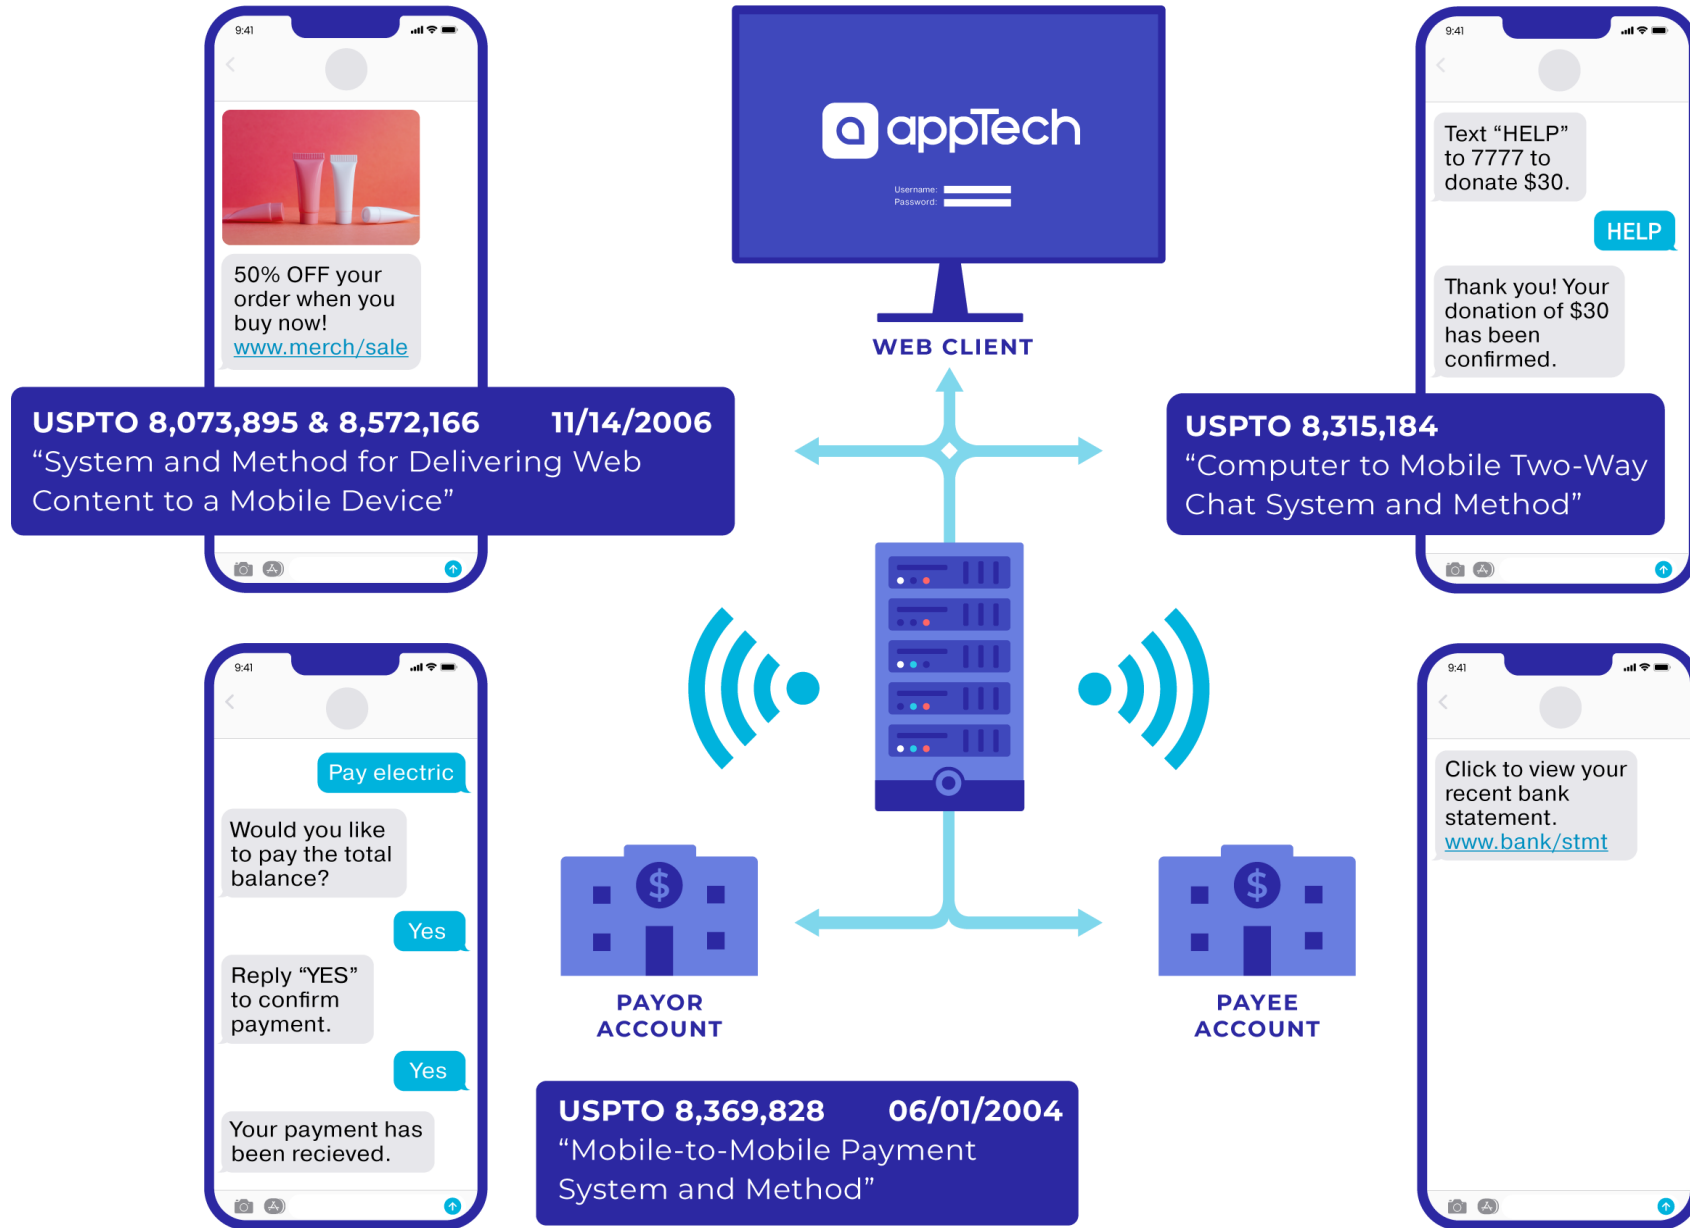 9:41
50% OFF your
order when you
buy now!
www.merch/sale
USPTO 8,073,895 & 8,572,166 11/14/2006
“System and Method for Delivering Web
Content to a Mobile Device”
appTech
Username:
Password:
WEB CLIENT
9:41
Text “HELP”
to 7777 to
donate $30.
HELP
Thank you! Your
donation of $30
has been
confirmed.
USPTO 8,315,184
“Computer to Mobile Two-Way
Chat System and Method”
9:41
Pay electric
Would you like
to pay the total
balance?
Yes
Reply “YES”
to confirm
payment.
Yes
Your payment has
been recieved.
$
PAYOR
ACCOUNT
$
PAYEE
ACCOUNT
USPTO 8,369,828 06/01/2004
“Mobile-to-Mobile Payment
System and Method”
9:41
Click to view your
recent bank
statement.
www.bank/stmt